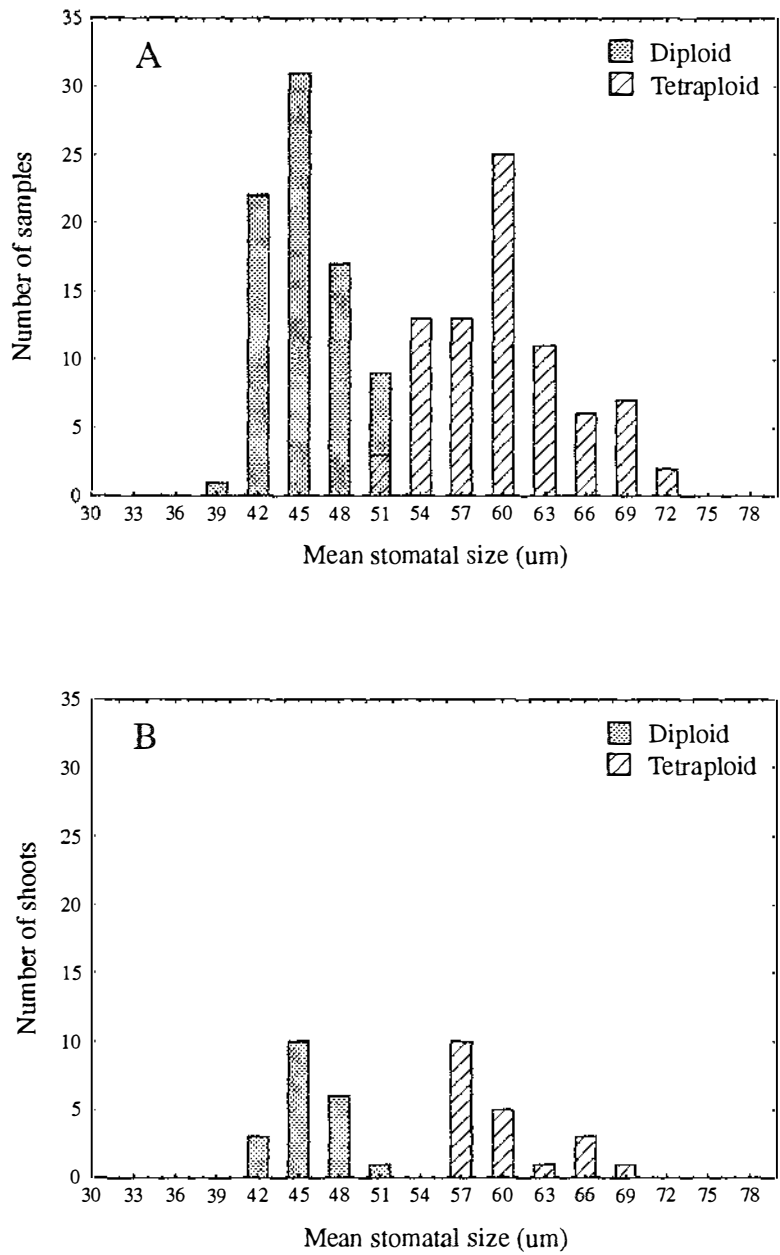 A
Diploid
Tetraploid
35
30
25
20
15
10
5
0
Number of samples
30 33 36 39 42 45 48 51 54 57 60 63 66 69 72 75 78
Mean stomatal size (um)
B
Diploid
Tetraploid
35
30
25
20
15
10
5
0
Number of shoots
30 33 36 39 42 45 48 51 54 57 60 63 66 69 72 75 78
Mean stomatal size (um)